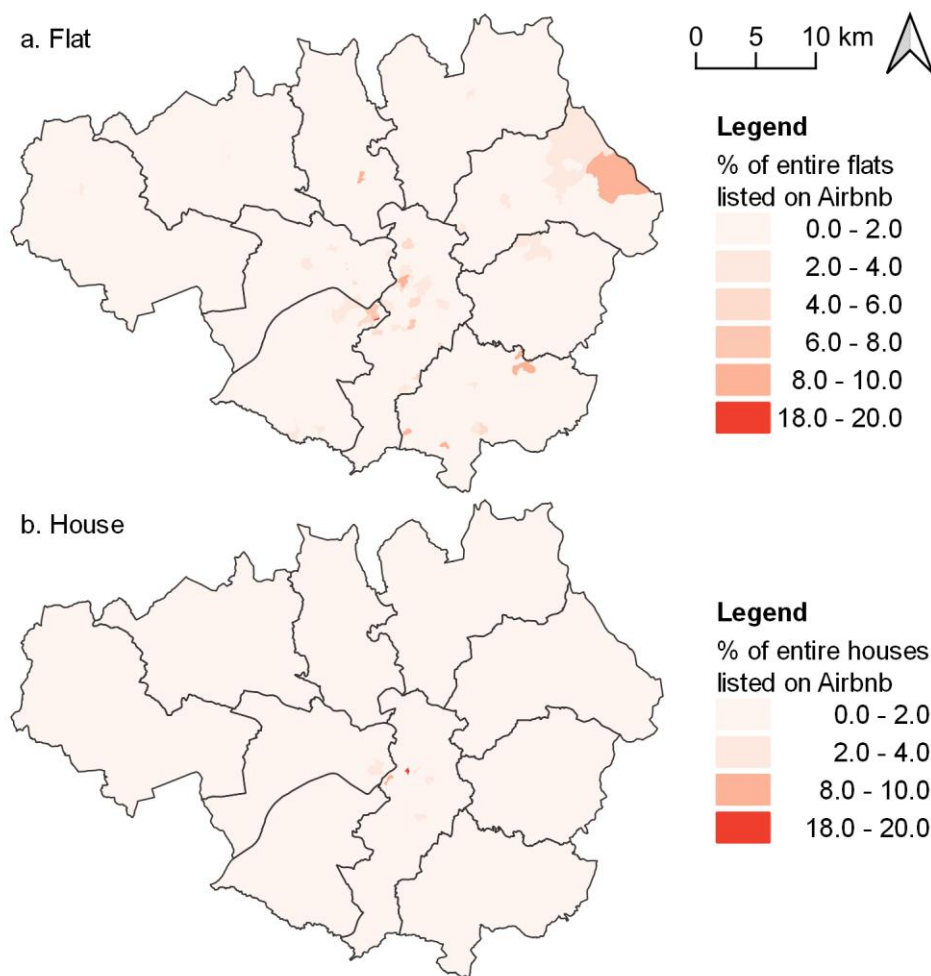 a. Flat
0 5 10 km
Legend
% of entire flats
listed on Airbnb
0.0 - 2.0
2.0 - 4.0
4.0 - 6.0
6.0 - 8.0
8.0 - 10.0
18.0 - 20.0
b. House
Legend
% of entire houses
listed on Airbnb
0.0 - 2.0
2.0 - 4.0
8.0 - 10.0
18.0 - 20.0